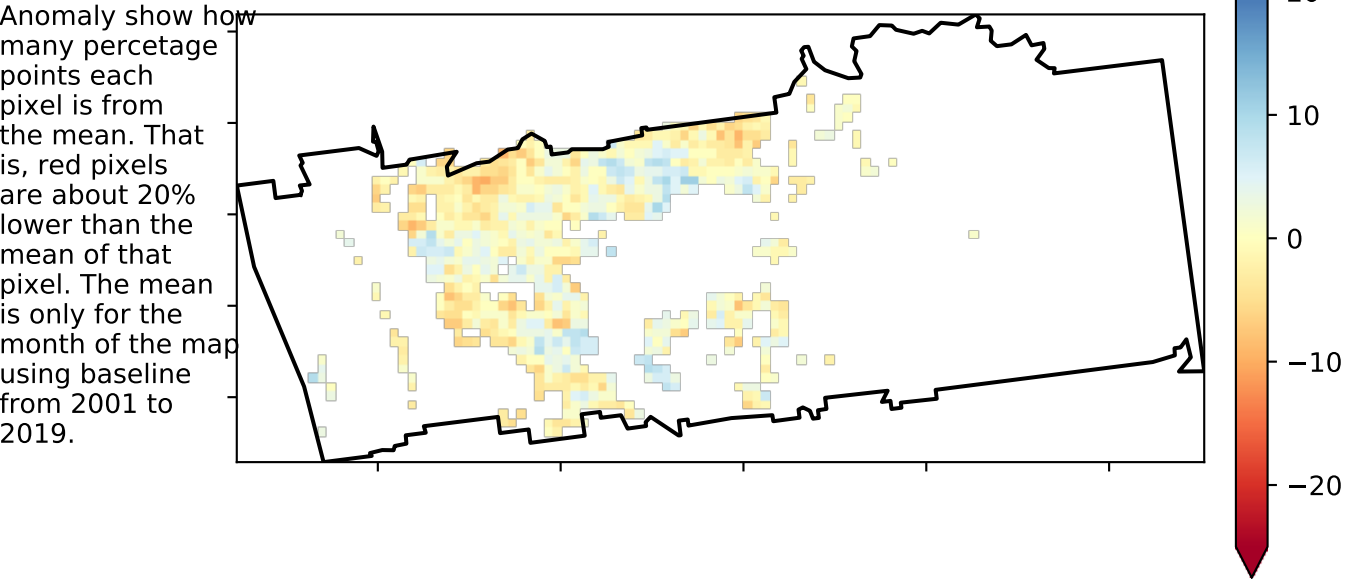 Anomaly show how
many percetage
points each
pixel is from
the mean. That
is, red pixels
are about 20%
lower than the
mean of that
pixel. The mean
is only for the
month of the map
using baseline
from 2001 to
2019.
10
0
−10
−20